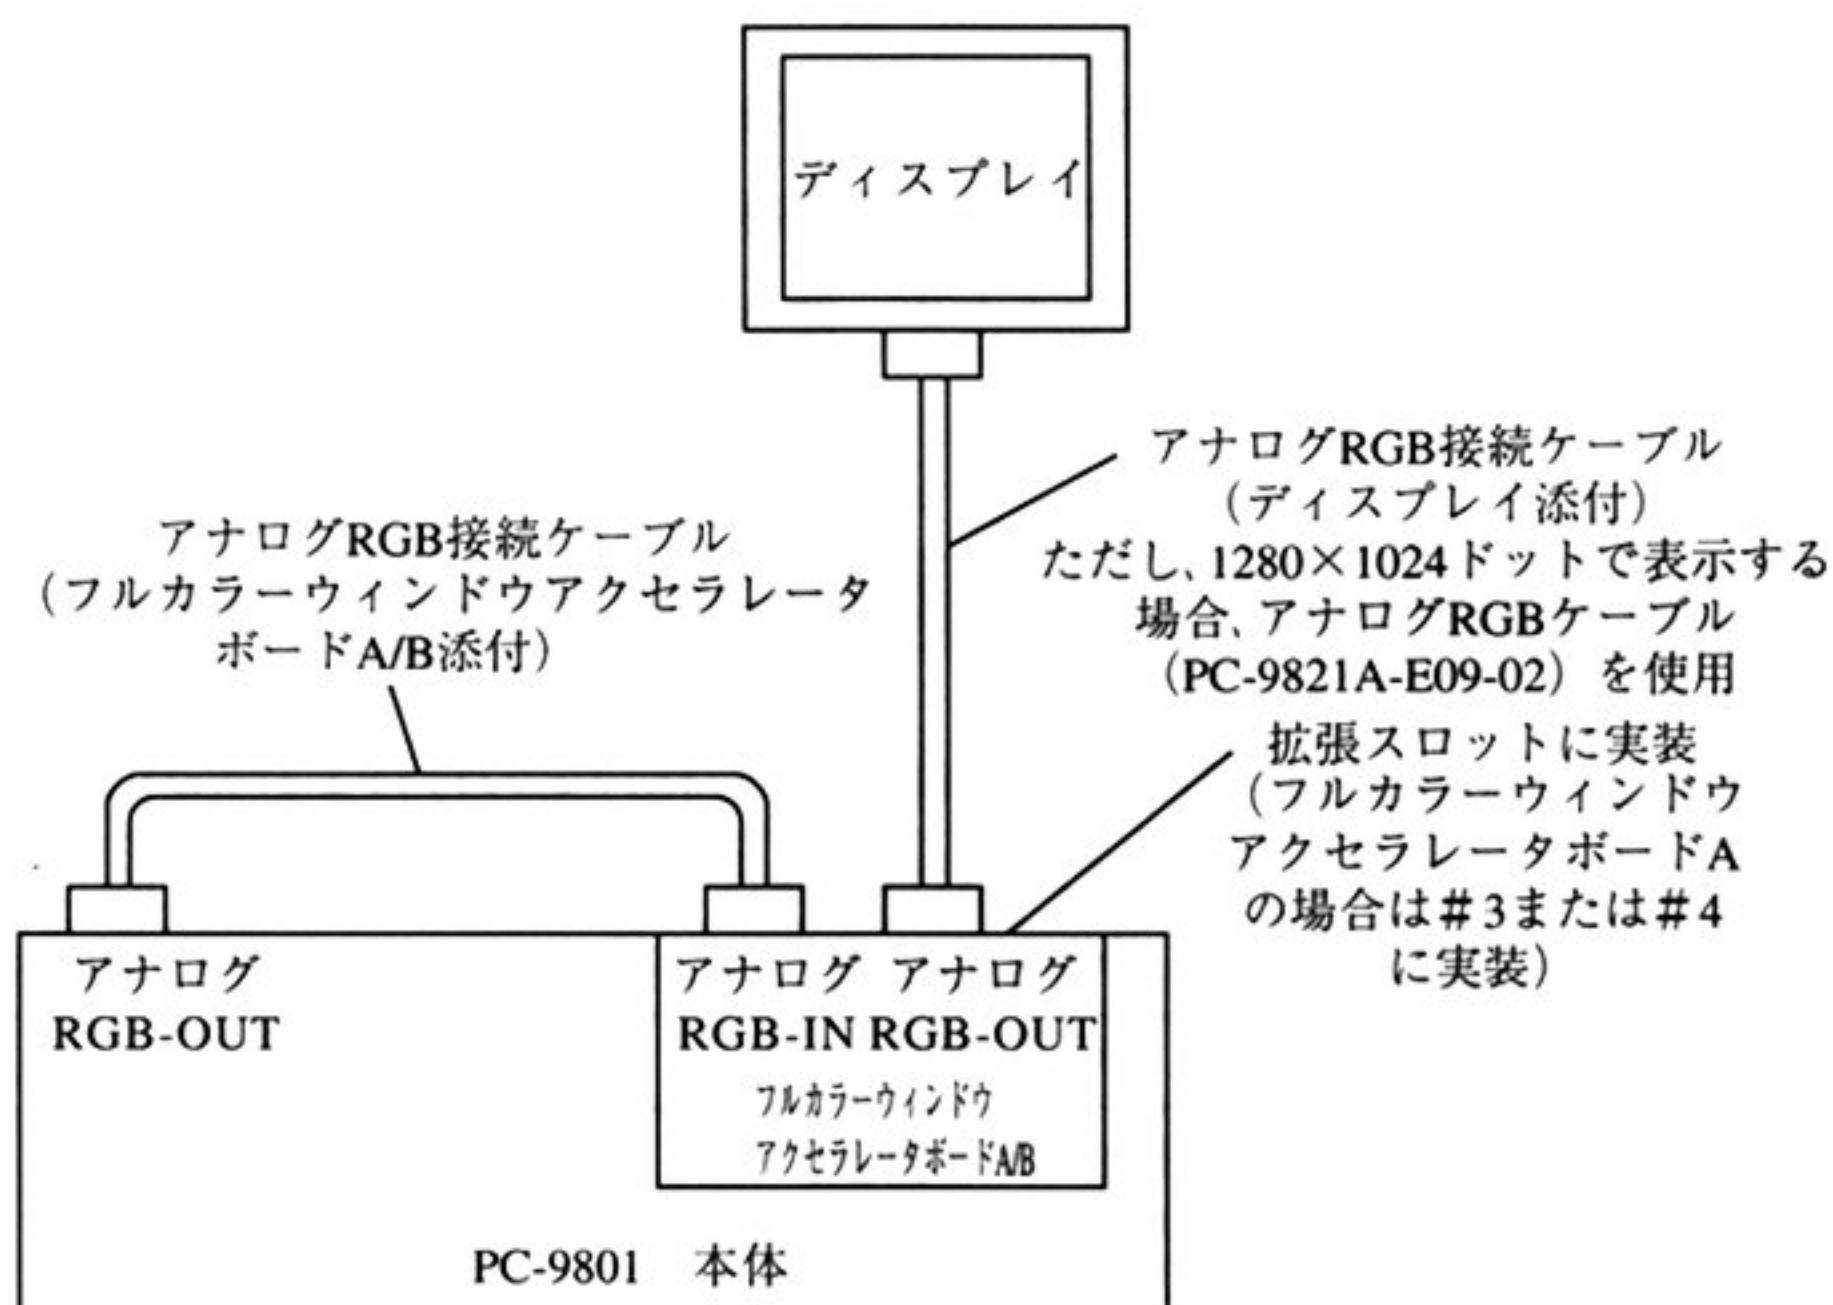 ディスプレイ
アナログRGB接続ケーブル
(ディスプレイ添付)
ただし、1280×1024ドットで表示する
場合、アナログRGBケーブル
(PC-9821A-E09-02)を使用
アナログRGB接続ケーブル
(フルカラーウィンドウアクセラレータ
ボードA/B添付)
拡張スロットに実装
(フルカラーウィンドウ
アクセラレータボードA
の場合は#3または#4
に実装)
アナログ
RGB-OUT
アナログ
RGB-IN
アナログ
RGB-OUT
フルカラーウィンドウ
アクセラレータボードA/B
PC-9801 本体